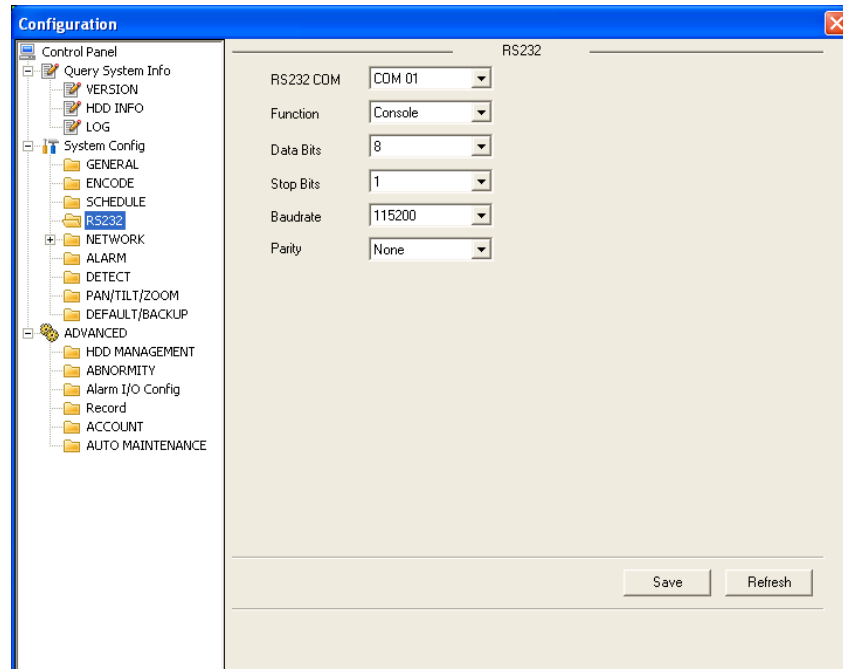 Configuration
Control Panel
Query System Info
VERSION
HDD INFO
LOG
System Config
GENERAL
ENCODE
SCHEDULE
RS232
NETWORK
ALARM
DETECT
PAN/TILT/ZOOM
DEFAULT/BACKUP
ADVANCED
HDD MANAGEMENT
ABNORMITY
Alarm I/O Config
Record
ACCOUNT
AUTO MAINTENANCE
RS232
RS232 COM COM 01
Function Console
Data Bits 8
Stop Bits 1
Baudrate 115200
Parity None
Save Refresh